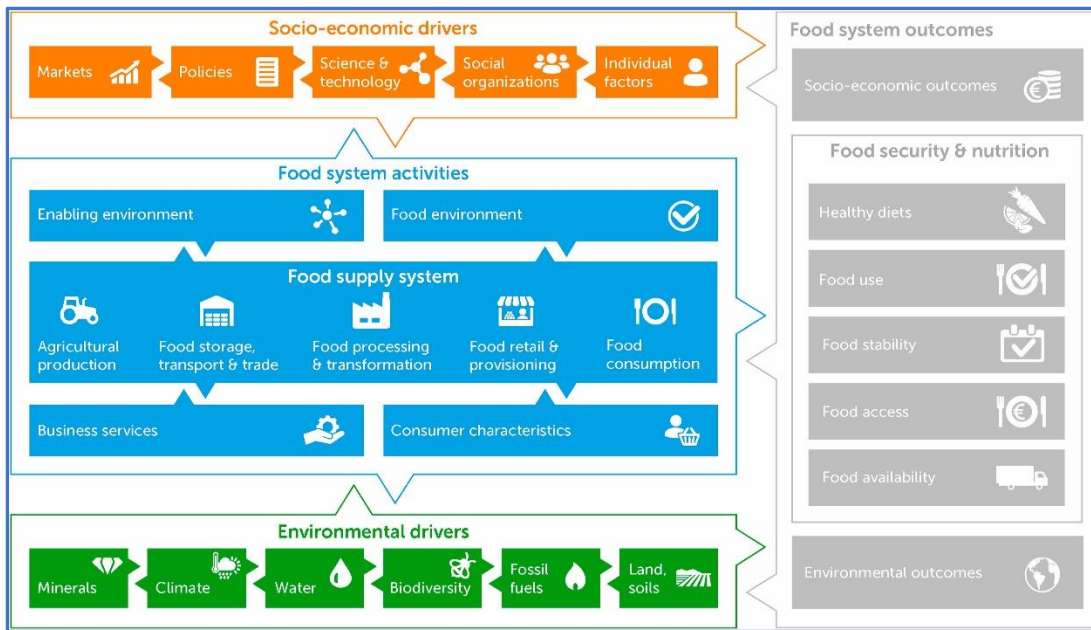 Socio-economic drivers
Markets
Policies
Science &
technology
Social
organizations
Individual
factors
Food system activities
Enabling environment
Food environment
Food supply system
Agricultural
production
Food storage,
transport & trade
Food processing
& transformation
Food retail &
provisioning
Food
consumption
Business services
Consumer characteristics
Environmental drivers
Minerals
Climate
Water
Biodiversity
Fossil
fuels
Land,
soils
Food system outcomes
Socio-economic outcomes
€
Food security & nutrition
Healthy diets
Food use
Food stability
Food access
€
Food availability
Environmental outcomes